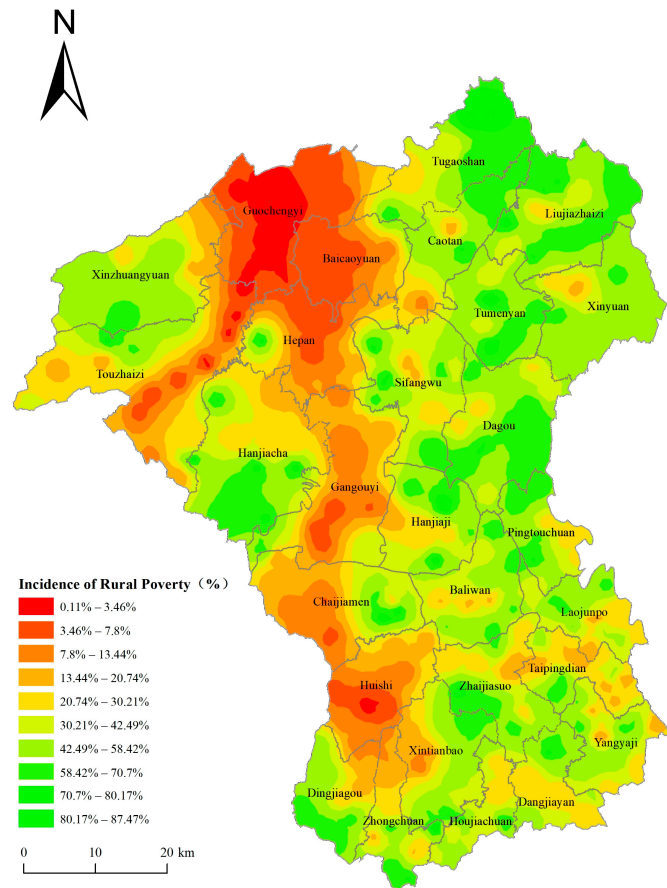 N
Tugaoshan
Guochengyi
Liujiazhaizi
Caotan
Baicaoyuan
Xinzhuangyuan
Xinyuan
Tumenyan
Hepan
Touzhaizi
Sifangwu
Dagou
Hanjiacha
Gangouyi
Hanjiaji
Pingtouchuan
Incidence of Rural Poverty（%）
0.11% – 3.46%
3.46% – 7.8%
7.8% – 13.44%
13.44% – 20.74%
20.74% – 30.21%
30.21% – 42.49%
42.49% – 58.42%
58.42% – 70.7%
70.7% – 80.17%
80.17% – 87.47%
Baliwan
Chaijiamen
Laojunpo
Taipingdian
Huishi
Zhaijiasuo
Yangyaji
Xintianbao
Dingjiagou
Dangjiayan
Zhongchuan
Houjiachuan
0 10 20 km